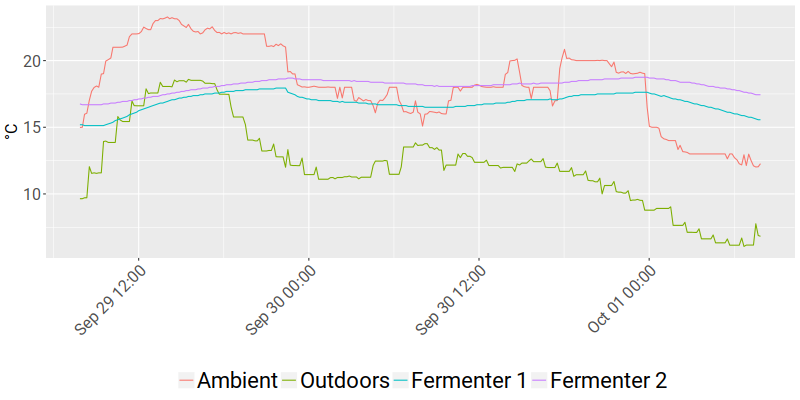 °C
20
15
10
Sep 29 12:00
Sep 30 00:00
Sep 30 12:00
Oct 01 00:00
Ambient Outdoors Fermenter 1 Fermenter 2